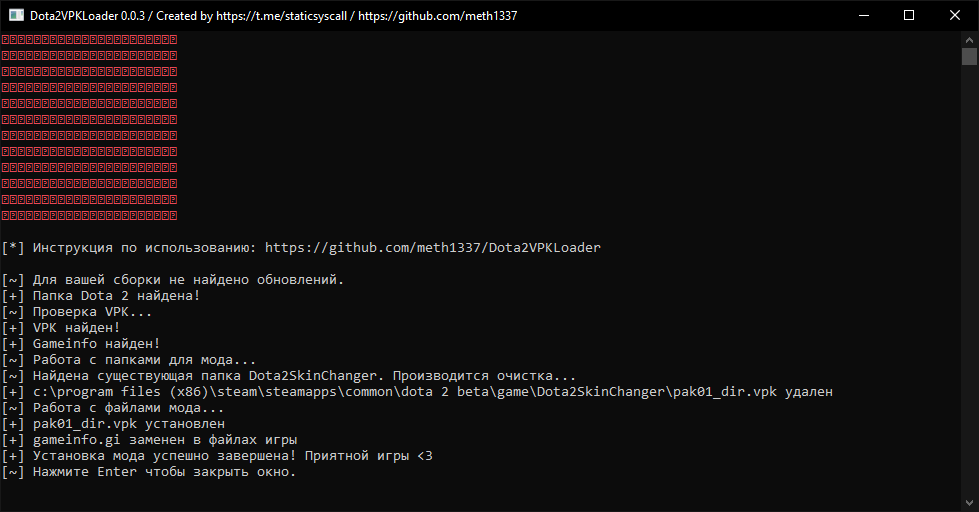 Dota2VPKLoader 0.0.3 / Created by https://t.me/staticsyscall / https://github.com/meth1337
[*] Инструкция по использованию: https://github.com/meth1337/Dota2VPKLoader
[~] Для вашей сборки не найдено обновлений.
[+] Папка Dota 2 найдена!
[~] Проверка VPK...
[+] VPK найден!
[+] Gameinfo найден!
[~] Работа с папками для мода...
[~] Найдена существующая папка Dota2SkinChanger. Производится очистка...
[+] c:\program files (x86)\steam\steamapps\common\dota 2 beta\game\Dota2SkinChanger\pak01_dir.vpk удален
[~] Работа с файлами мода...
[+] pak01_dir.vpk установлен
[+] gameinfo.gi заменен в файлах игры
[+] Установка мода успешно завершена! Приятной игры <3
[~] Нажмите Enter чтобы закрыть окно.